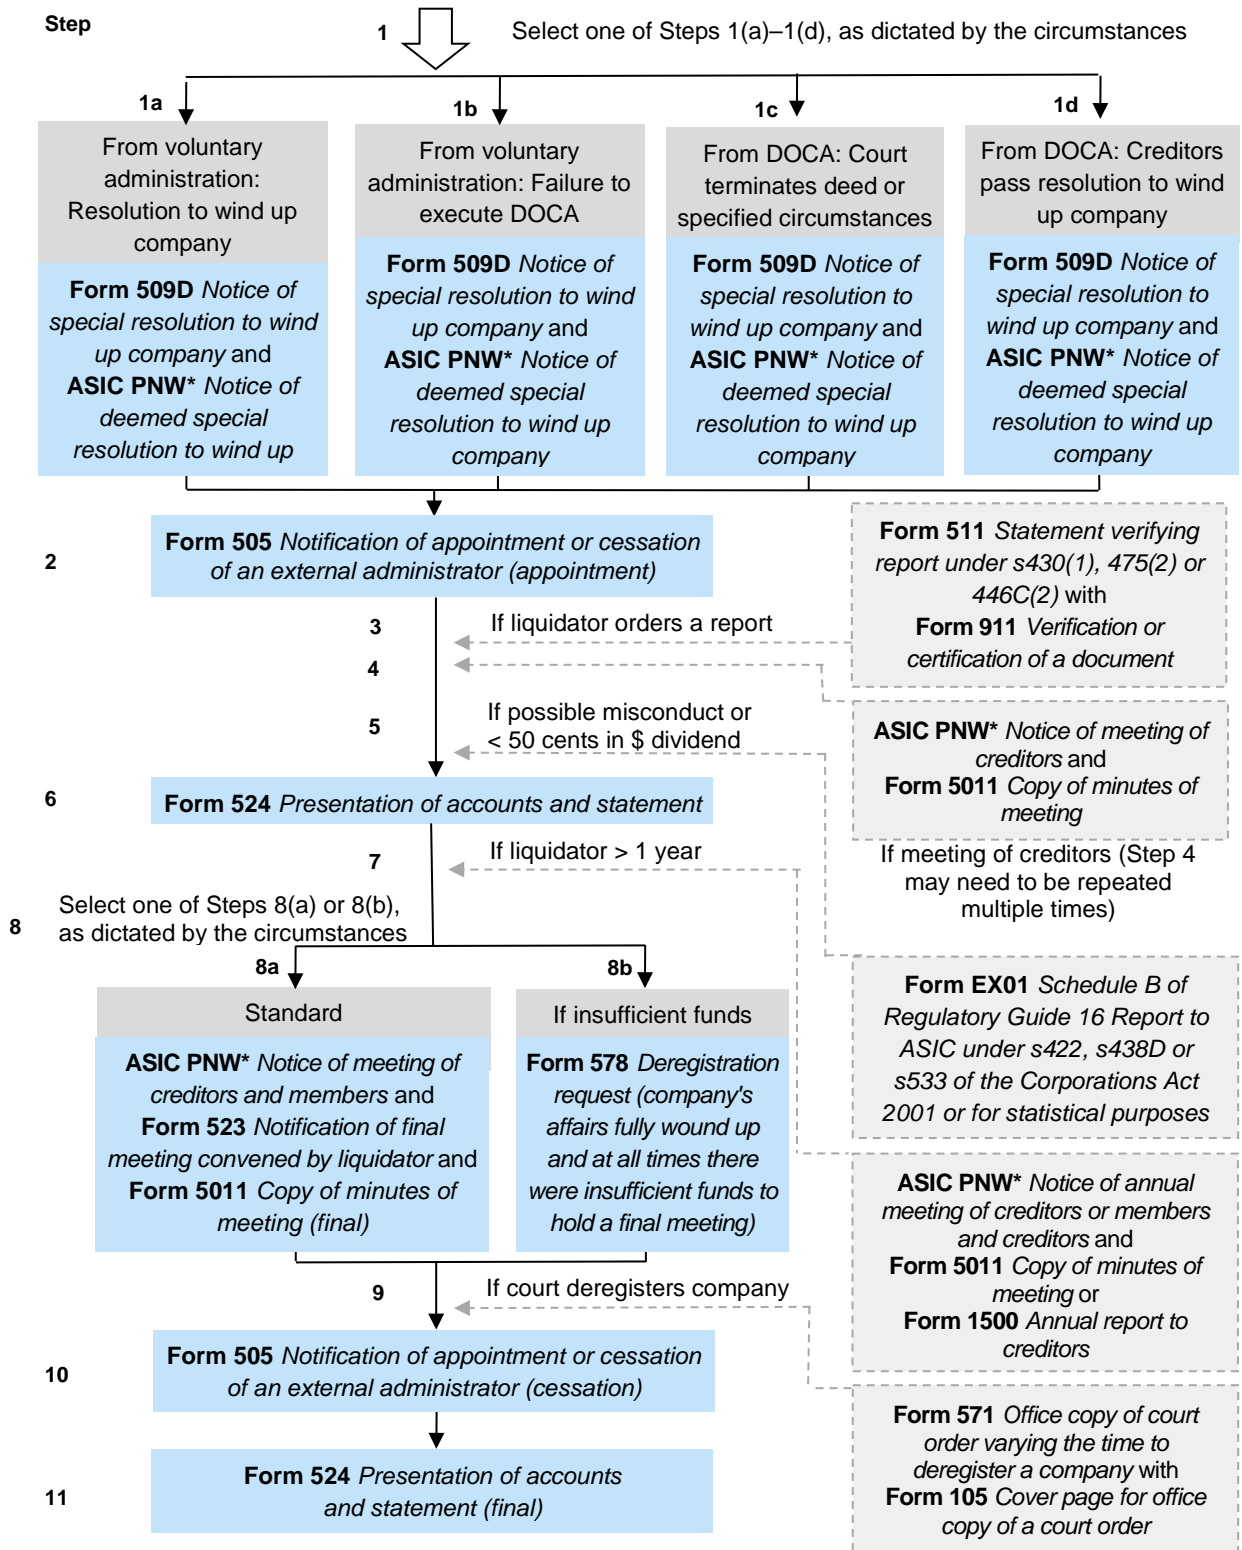 Step
1
Select one of Steps 1(a)–1(d), as dictated by the circumstances
1a
1b
1c
1d
From voluntary
administration:
Resolution to wind up
company
Form 509D Notice of
special resolution to wind
up company and
ASIC PNW* Notice of
deemed special
resolution to wind up
From voluntary
administration: Failure to
execute DOCA
Form 509D Notice of
special resolution to wind
up company and
ASIC PNW* Notice of
deemed special
resolution to wind up
company
From DOCA: Court
terminates deed or
specified circumstances
Form 509D Notice of
special resolution to
wind up company and
ASIC PNW* Notice of
deemed special
resolution to wind up
company
From DOCA: Creditors
pass resolution to wind
up company
Form 509D Notice of
special resolution to
wind up company and
ASIC PNW* Notice of
deemed special
resolution to wind up
company
2
Form 505 Notification of appointment or cessation
of an external administrator (appointment)
Form 511 Statement verifying
report under s430(1), 475(2) or
446C(2) with
Form 911 Verification or
certification of a document
3
If liquidator orders a report
4
ASIC PNW* Notice of meeting of
creditors and
Form 5011 Copy of minutes of
meeting
If meeting of creditors (Step 4
may need to be repeated
multiple times)
5
If possible misconduct or
< 50 cents in $ dividend
6
Form 524 Presentation of accounts and statement
7
If liquidator > 1 year
8
Select one of Steps 8(a) or 8(b),
as dictated by the circumstances
8a
8b
Standard
ASIC PNW* Notice of meeting of
creditors and members and
Form 523 Notification of final
meeting convened by liquidator and
Form 5011 Copy of minutes of
meeting (final)
If insufficient funds
Form 578 Deregistration
request (company's
affairs fully wound up
and at all times there
were insufficient funds to
hold a final meeting)
Form EX01 Schedule B of
Regulatory Guide 16 Report to
ASIC under s422, s438D or
s533 of the Corporations Act
2001 or for statistical purposes
ASIC PNW* Notice of annual
meeting of creditors or members
and creditors and
Form 5011 Copy of minutes of
meeting or
Form 1500 Annual report to
creditors
9
If court deregisters company
10
Form 505 Notification of appointment or cessation
of an external administrator (cessation)
Form 571 Office copy of court
order varying the time to
deregister a company with
Form 105 Cover page for office
copy of a court order
11
Form 524 Presentation of accounts
and statement (final)